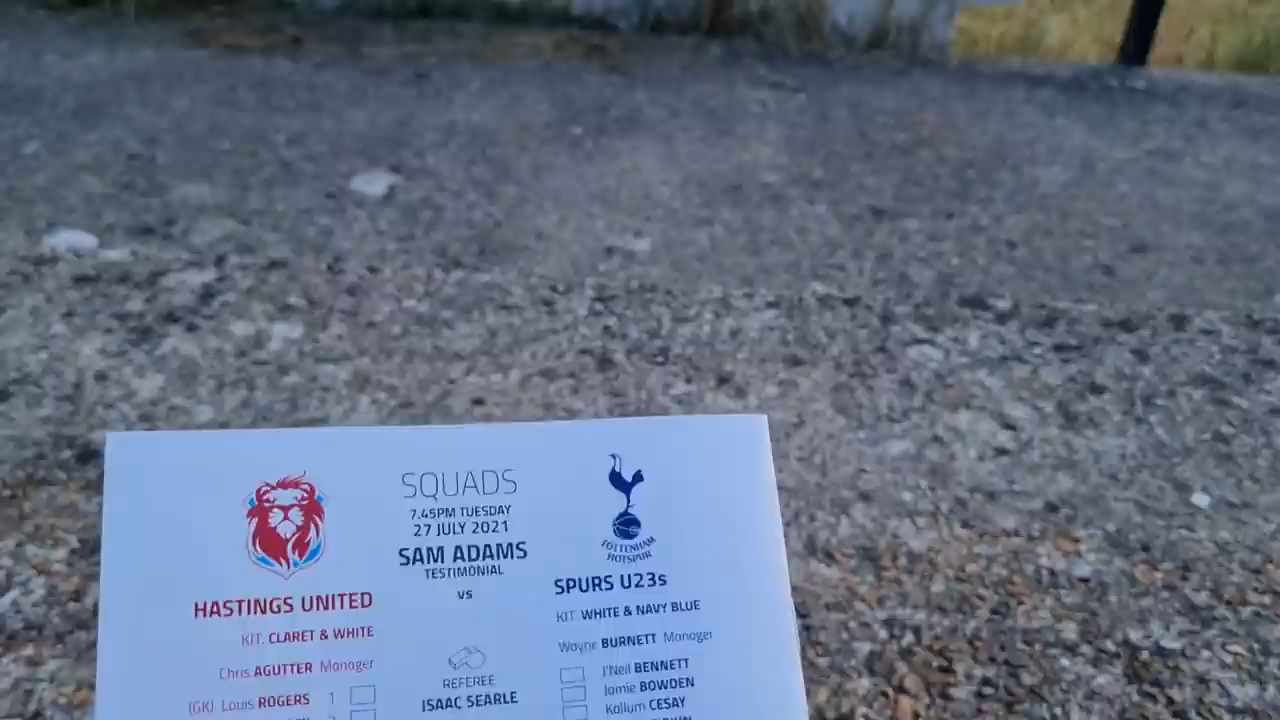 SQUADS
7.45PM TUESDAY
27 JULY 2021
SAM ADAMS
TESTIMONIAL
vs
HASTINGS UNITED
KIT. CLARET & WHITE
Chris AGUTTER Manager
(GK) Louis ROGERS 1
REFEREE
ISAAC SEARLE
TOTTENHAM
HOTSPUR
SPURS U23s
KIT. WHITE & NAVY BLUE
Wayne BURNETT Manager
J'Neil BENNETT
Jamie BOWDEN
Kallum CESAY